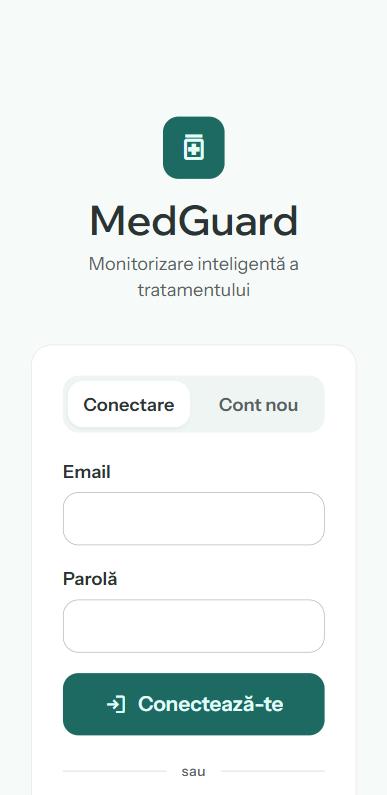 MedGuard
Monitorizare inteligentă a
tratamentului
Conectare
Cont nou
Email
Parolă
Conectează-te
sau